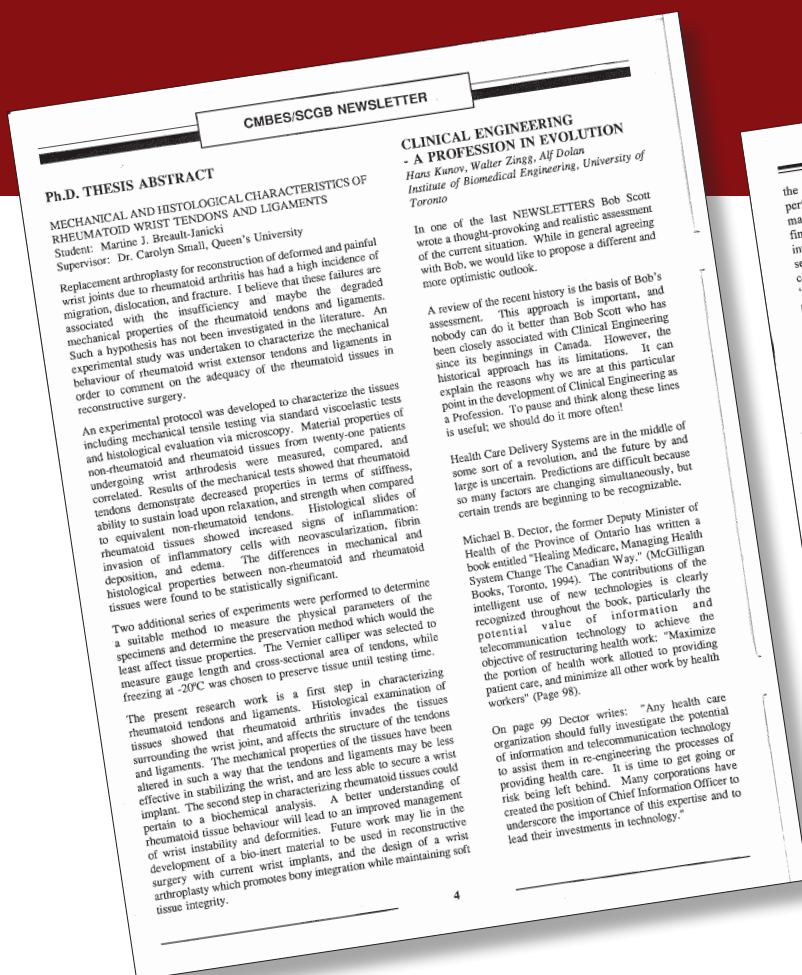 CMBES/SCGB NEWSLETTER
Ph.D. THESIS ABSTRACT
MECHANICAL AND HISTOLOGICAL CHARACTERISTICS OF
RHEUMATOID WRIST TENDONS AND LIGAMENTS
Student: Martine J. Breault-Janicki
Supervisor: Dr. Carolyn Small, Queen's University
Replacement arthroplasty for reconstruction of deformed and painful
wrist joints due to rheumatoid arthritis has had a high incidence of
migration, dislocation, and fracture. I believe that these failures are
associated with the insufficiency and maybe the degraded
mechanical properties of the rheumatoid tendons and ligaments.
Such a hypothesis has not been investigated in the literature. An
experimental study was undertaken to characterize the mechanical
behaviour of rheumatoid wrist extensor tendons and ligaments in
order to comment on the adequacy of the rheumatoid tissues in
reconstructive surgery.
An experimental protocol was developed to characterize the tissues
including mechanical tensile testing via standard viscoelastic tests
and histological evaluation via microscopy. Material properties of
non-rheumatoid and rheumatoid tissues from twenty-one patients
undergoing wrist arthrodesis were measured, compared, and
correlated. Results of the mechanical tests showed that rheumatoid
tendons demonstrate decreased properties in terms of stiffness,
ability to sustain load upon relaxation, and strength when compared
to equivalent non-rheumatoid tendons. Histological slides of
rheumatoid tissues showed increased signs of inflammation:
invasion of inflammatory cells with neovascularization, fibrin
deposition, and edema. The differences in mechanical and
histological properties between non-rheumatoid and rheumatoid
tissues were found to be statistically significant.
Two additional series of experiments were performed to determine
a suitable method to measure the physical parameters of the
specimens and determine the preservation method which would the
least affect tissue properties. The Vernier calliper was selected to
measure gauge length and cross-sectional area of tendons, while
freezing at -20°C was chosen to preserve tissue until testing time.
The present research work is a first step in characterizing
rheumatoid tendons and ligaments. Histological examination of
tissues showed that rheumatoid arthritis invades the tissues
surrounding the wrist joint, and affects the structure of the tendons
and ligaments. The mechanical properties of the tissues have been
altered in such a way that the tendons and ligaments may be less
effective in stabilizing the wrist, and are less able to secure a wrist
implant. The second step in characterizing rheumatoid tissues could
pertain to a biochemical analysis. A better understanding of
rheumatoid tissue behaviour will lead to an improved management
of wrist instability and deformities. Future work may lie in the
development of a bio-inert material to be used in reconstructive
surgery with current wrist implants, and the design of a wrist
arthroplasty which promotes bony integration while maintaining soft
tissue integrity.
CLINICAL ENGINEERING
- A PROFESSION IN EVOLUTION
Hans Kunov, Walter Zingg, Alf Dolan
Institute of Biomedical Engineering, University of
Toronto
In one of the last NEWSLETTERS Bob Scott
wrote a thought-provoking and realistic assessment
of the current situation. While in general agreeing
with Bob, we would like to propose a different and
more optimistic outlook.
A review of the recent history is the basis of Bob's
assessment. This approach is important, and
nobody can do it better than Bob Scott who has
been closely associated with Clinical Engineering
since its beginnings in Canada. However, the
historical approach has its limitations. It can
explain the reasons why we are at this particular
point in the development of Clinical Engineering as
a Profession. To pause and think along these lines
is useful; we should do it more often!
Health Care Delivery Systems are in the middle of
some sort of a revolution, and the future by and
large is uncertain. Predictions are difficult because
so many factors are changing simultaneously, but
certain trends are beginning to be recognizable.
Michael B. Dector, the former Deputy Minister of
Health of the Province of Ontario has written a
book entitled "Healing Medicare, Managing Health
System Change The Canadian Way." (McGilligan
Books, Toronto, 1994). The contributions of the
intelligent use of new technologies is clearly
recognized throughout the book, particularly the
potential value of information and
telecommunication technology to achieve the
objective of restructuring health work: "Maximize
the portion of health work allotted to providing
patient care, and minimize all other work by health
workers" (Page 98).
On page 99 Dector writes: "Any health care
organization should fully investigate the potential
of information and telecommunication technology
to assist them in re-engineering the processes of
providing health care. It is time to get going or
risk being left behind. Many corporations have
created the position of Chief Information Officer to
underscore the importance of this expertise and to
lead their investments in technology."
4
the